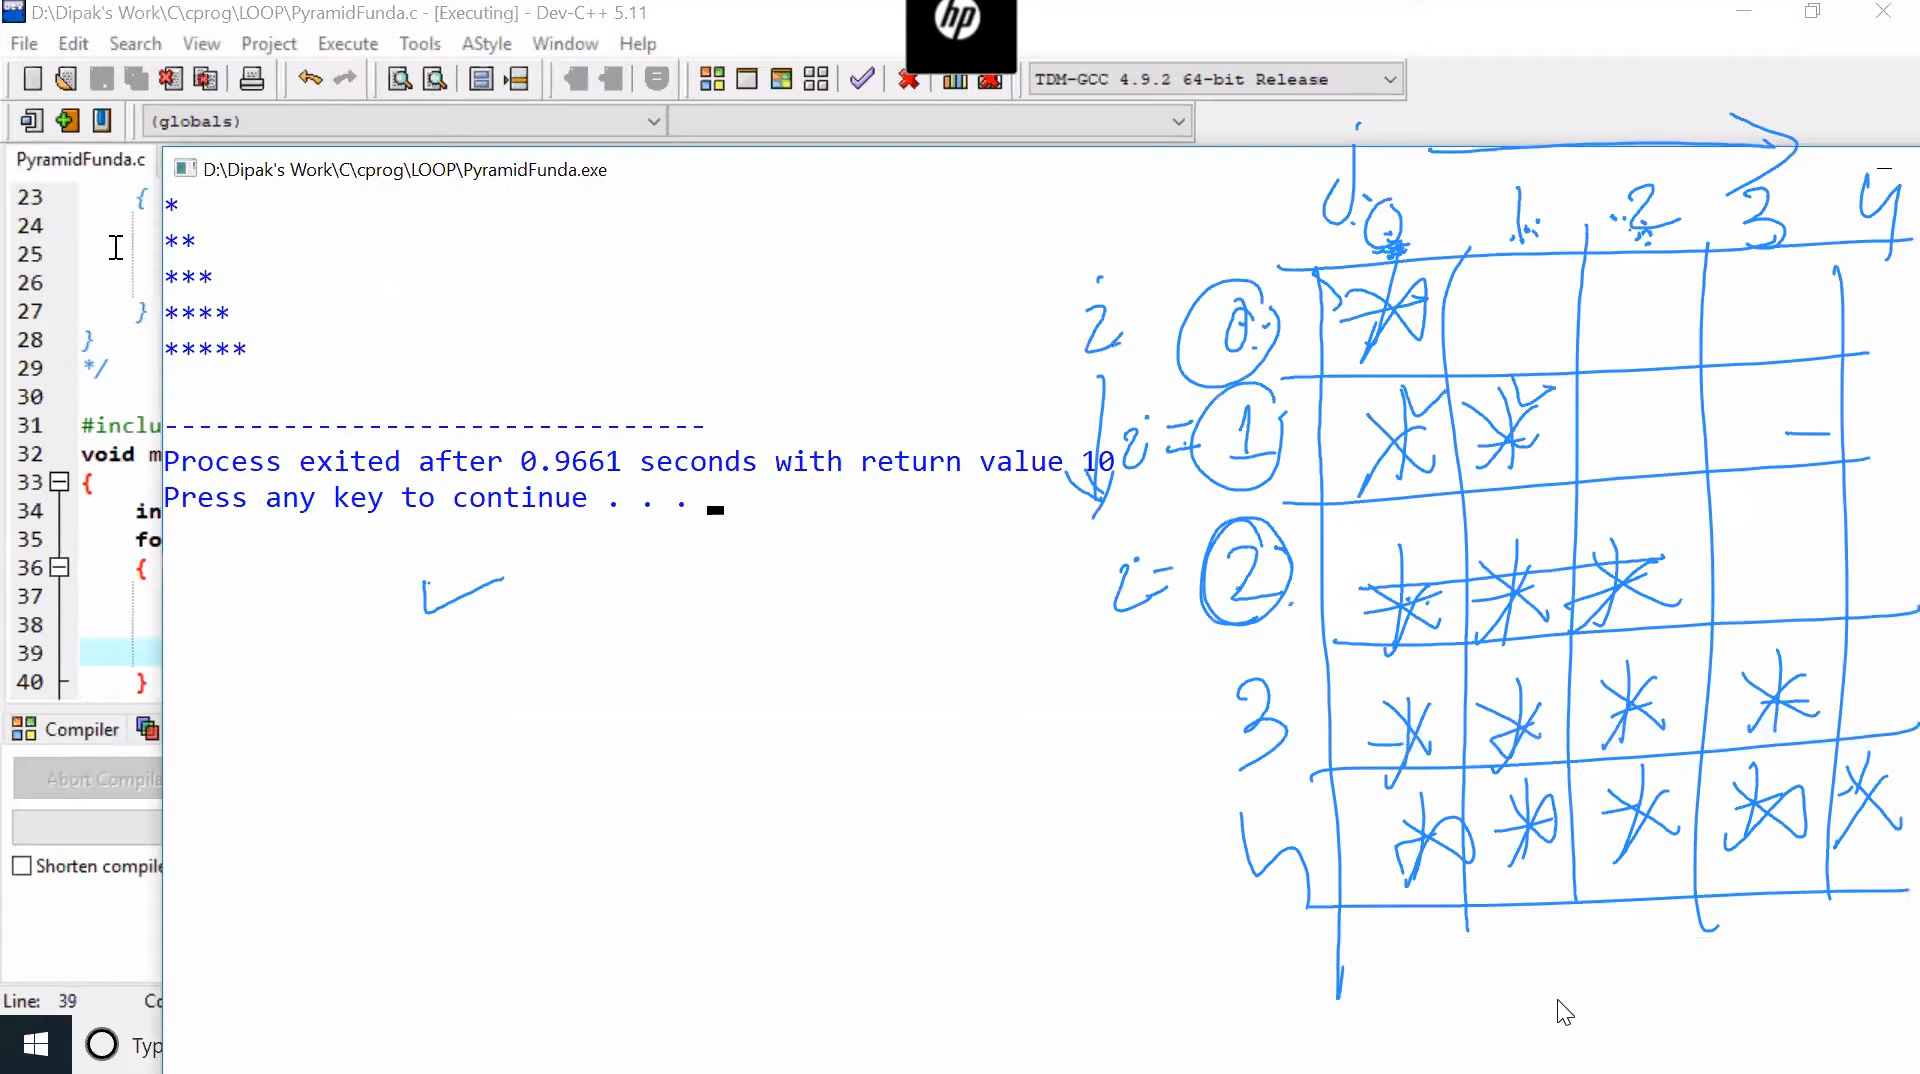 D:\Dipak's Work\C\cprog\LOOP\PyramidFunda.c - [Executing] - Dev-C++ 5.11
hp
File Edit Search View Project Execute Tools AStyle Window Help
TDM-GCC 4.9.2 64-bit Release
(globals)
PyramidFunda.c
D:\Dipak's Work\C\cprog\LOOP\PyramidFunda.exe
23 {
24
25
26
27 }
28 }
29 */
30
31 #inclu
32 void m
33 {
34 in
35 fo
36 {
37
38
39
40 }
*
**
***
****
*****
--------------------------------
Process exited after 0.9661 seconds with return value 10
Press any key to continue . . .
j 0 1 2 3 4
i 0 *
i = 1 * *
i = 2 * * *
3 * * * *
4 * * * * *
Compiler
Abort Compila
Shorten compile
Line: 39 Co
Typ